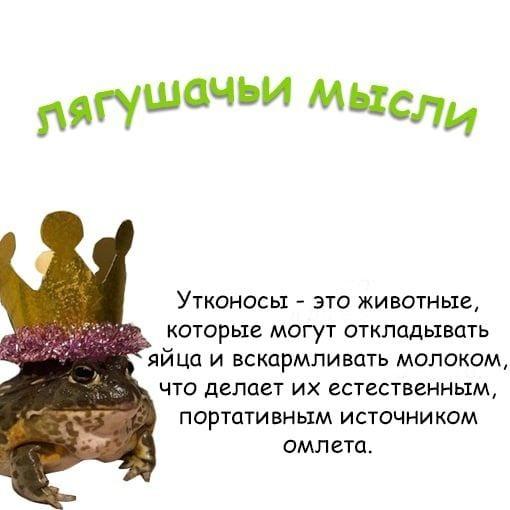 лягушачьи мысли
Утконосы - это животные,
которые могут откладывать
яйца и вскармливать молоком,
что делает их естественным,
портативным источником
омлета.